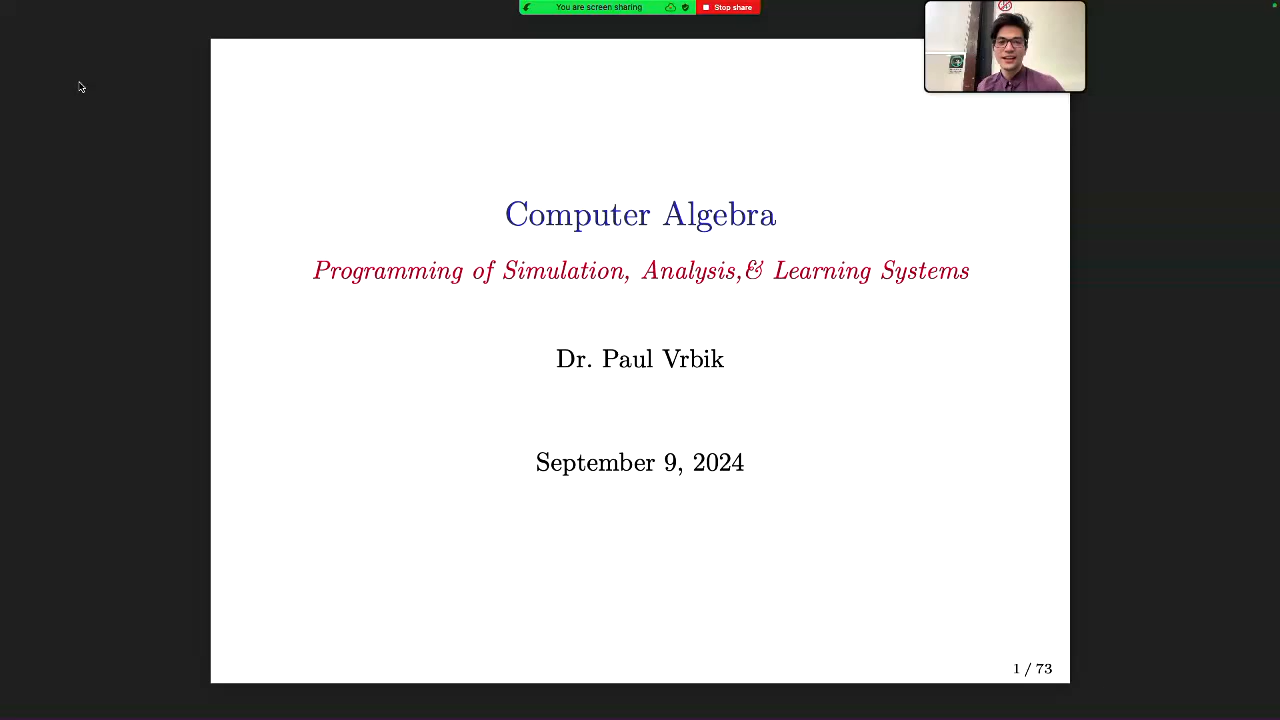 You are screen sharing
Stop share
Computer Algebra
Programming of Simulation, Analysis,& Learning Systems
Dr. Paul Vrbik
September 9, 2024
1 / 73